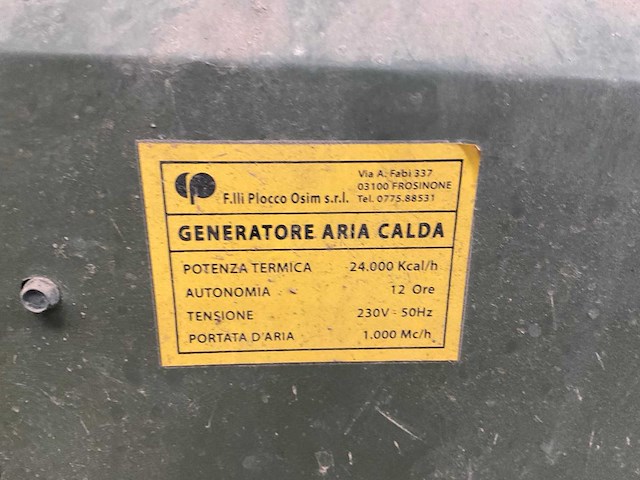 F.lli Plocco Osim s.r.l.
Via A. Fabi 337
03100 FROSINONE
Tel. 0775.88531
GENERATORE ARIA CALDA
POTENZA TERMICA 24.000 Kcal/h
AUTONOMIA 12 Ore
TENSIONE 230V - 50Hz
PORTATA D'ARIA 1.000 Mc/h